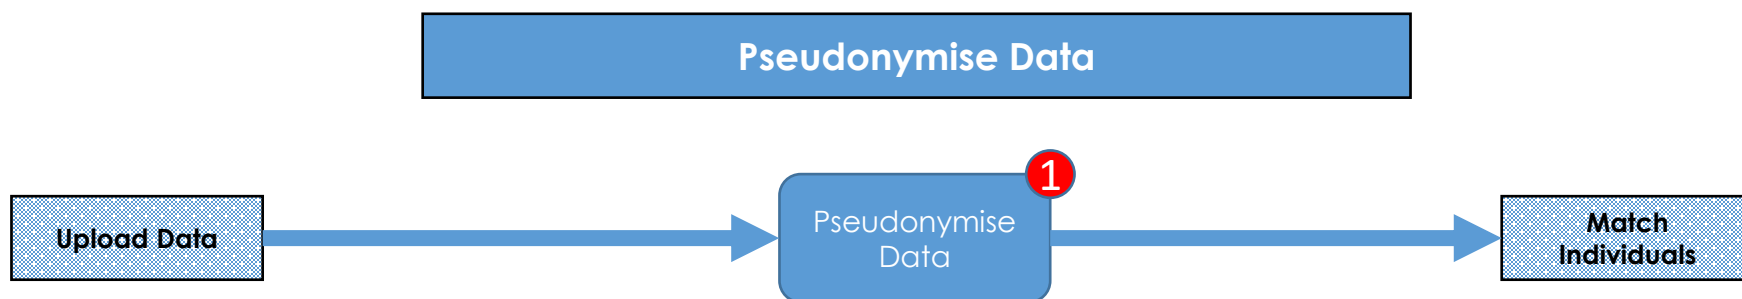 Pseudonymise Data
1
Upload Data
Pseudonymise
Data
Match
Individuals